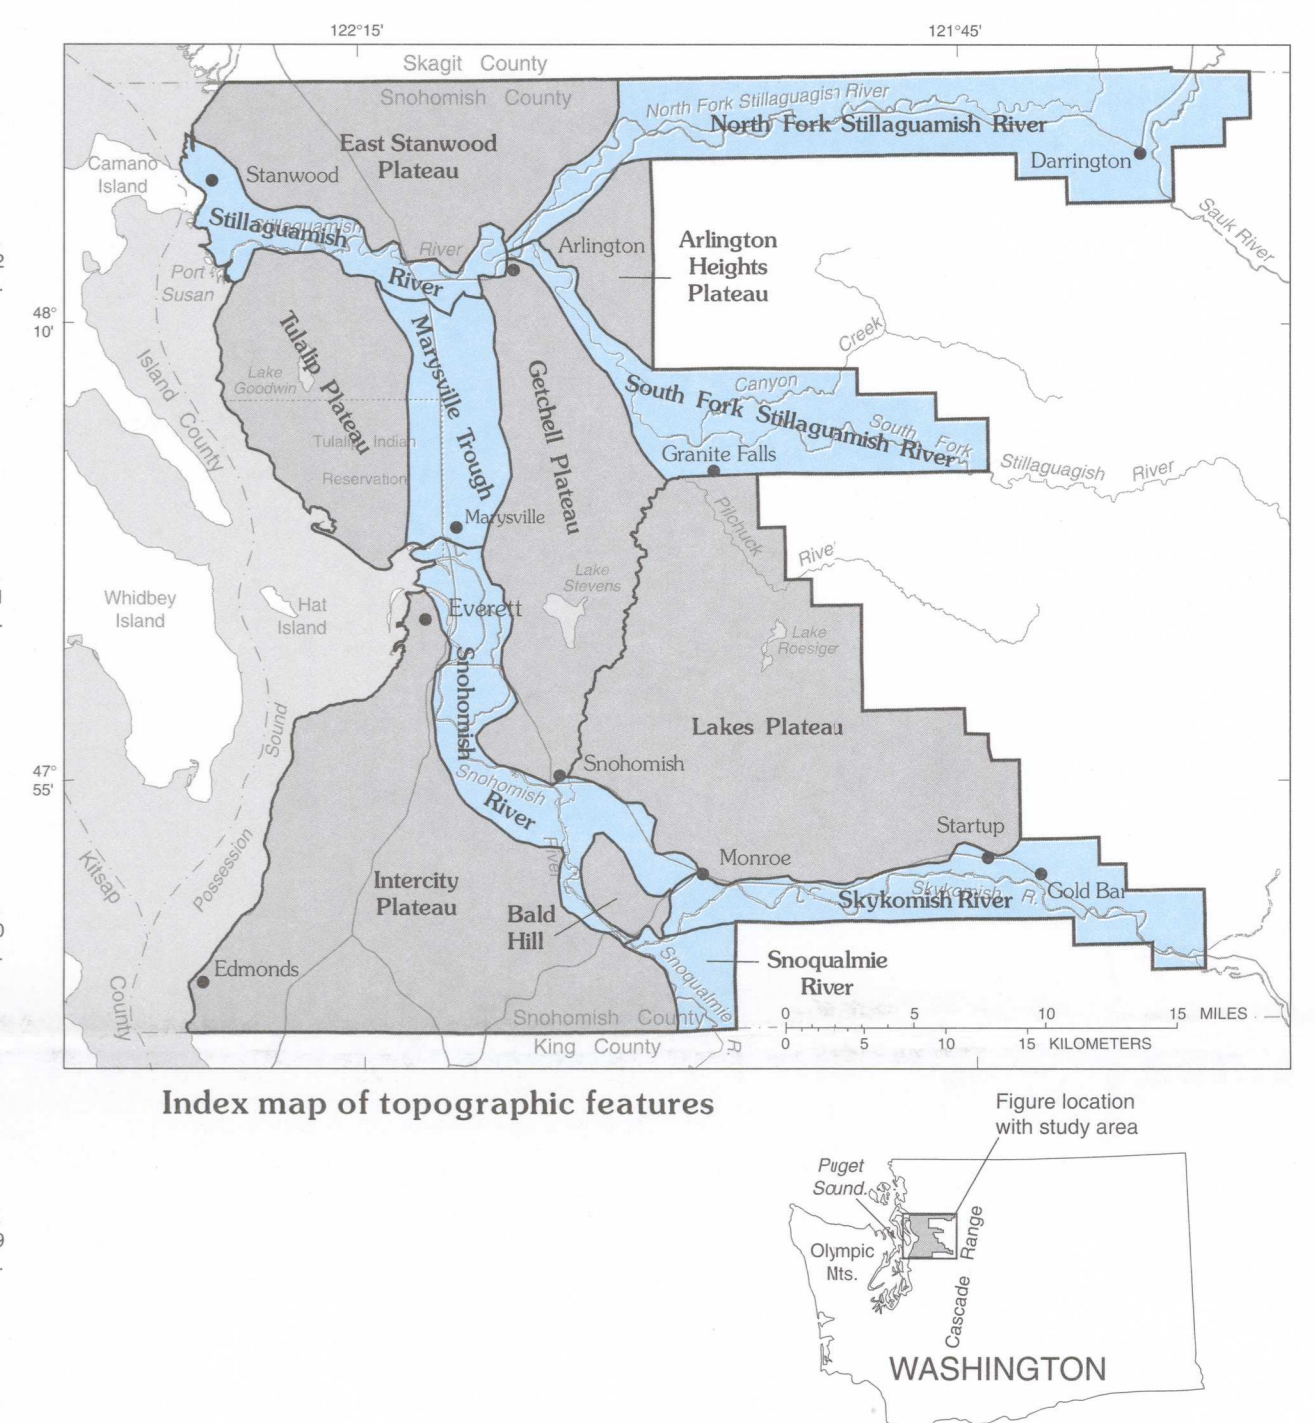 122°15'
121°45'
Skagit County
Snohomish County
North Fork Stillaguagish River
North Fork Stillaguamish River
East Stanwood
Plateau
Darrington
Camano
Island
Stanwood
Sauk River
Stillaguamish
Stillaguamish
River
River
Arlington
Arlington
Heights
Plateau
Port
Susan
48°
10'
Tulalip Plateau
Marysville Trough
Getchell Plateau
Lake
Goodwin
Island County
Creek
Canyon
South Fork Stillaguamish River
South Fork
Granite Falls
Stillaguagish River
Tulalip Indian
Reservation
Marysville
Pilchuck
River
Lake
Stevens
Whidbey
Island
Hat
Island
Everett
Lake
Roesiger
Snohomish
Lakes Plateau
Sound
Snohomish
47°
55'
Snohomish
River
River
Startup
Monroe
Possession
Kitsap
Intercity
Plateau
Skykomish R.
Skykomish River
Gold Bar
Bald
Hill
Snoqualmie
River
Edmonds
Snoqualmie
R.
County
Snohomish County
King County
0 5 10 15 MILES
0 5 10 15 KILOMETERS
Index map of topographic features
Figure location
with study area
Puget
Sound
Olympic
Mts.
Cascade Range
WASHINGTON